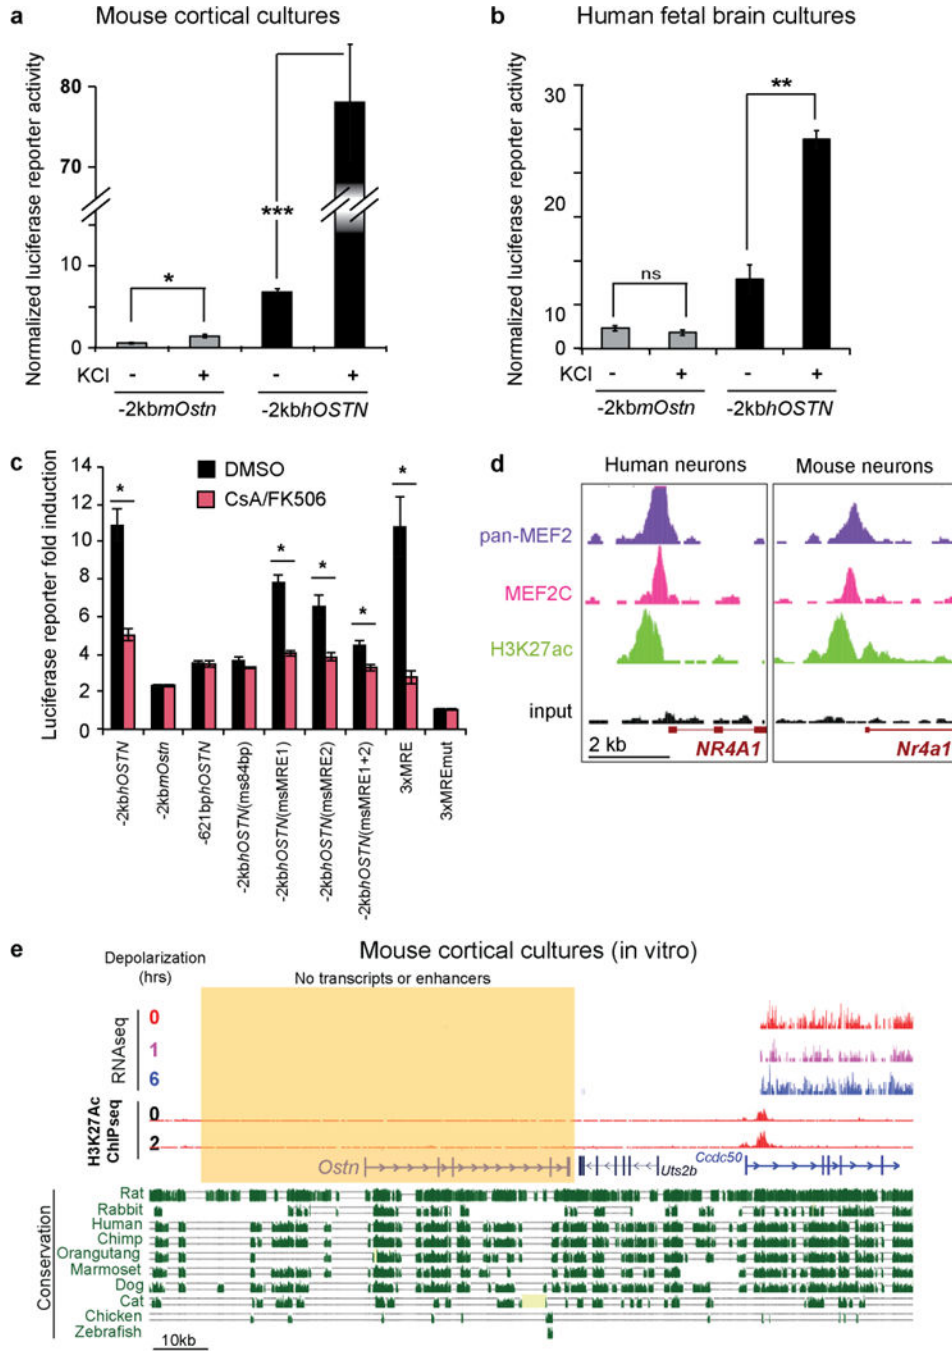 a Mouse cortical cultures
Normalized luciferase reporter activity
80
70
10
0
*
***
KCl - + - +
-2kbmOstn -2kbhOSTN
b Human fetal brain cultures
Normalized luciferase reporter activity
30
20
10
0
ns
**
KCl - + - +
-2kbmOstn -2kbhOSTN
c
Luciferase reporter fold induction
14
12
10
8
6
4
2
0
DMSO
CsA/FK506
* * * * *
-2kbhOSTN
-2kbmOstn
-621bphOSTN
-2kbhOSTN(ms84bp)
-2kbhOSTN(msMRE1)
-2kbhOSTN(msMRE2)
-2kbhOSTN(msMRE1+2)
3xMRE
3xMREmut
d
Human neurons Mouse neurons
pan-MEF2
MEF2C
H3K27ac
input
2 kb
NR4A1 Nr4a1
e Mouse cortical cultures (in vitro)
Depolarization
(hrs)
No transcripts or enhancers
RNAseq
0
1
6
H3K27Ac
ChIPseq
0
2
Ostn Uts2b Ccdc50
Conservation
Rat
Rabbit
Human
Chimp
Orangutang
Marmoset
Dog
Cat
Chicken
Zebrafish
10kb